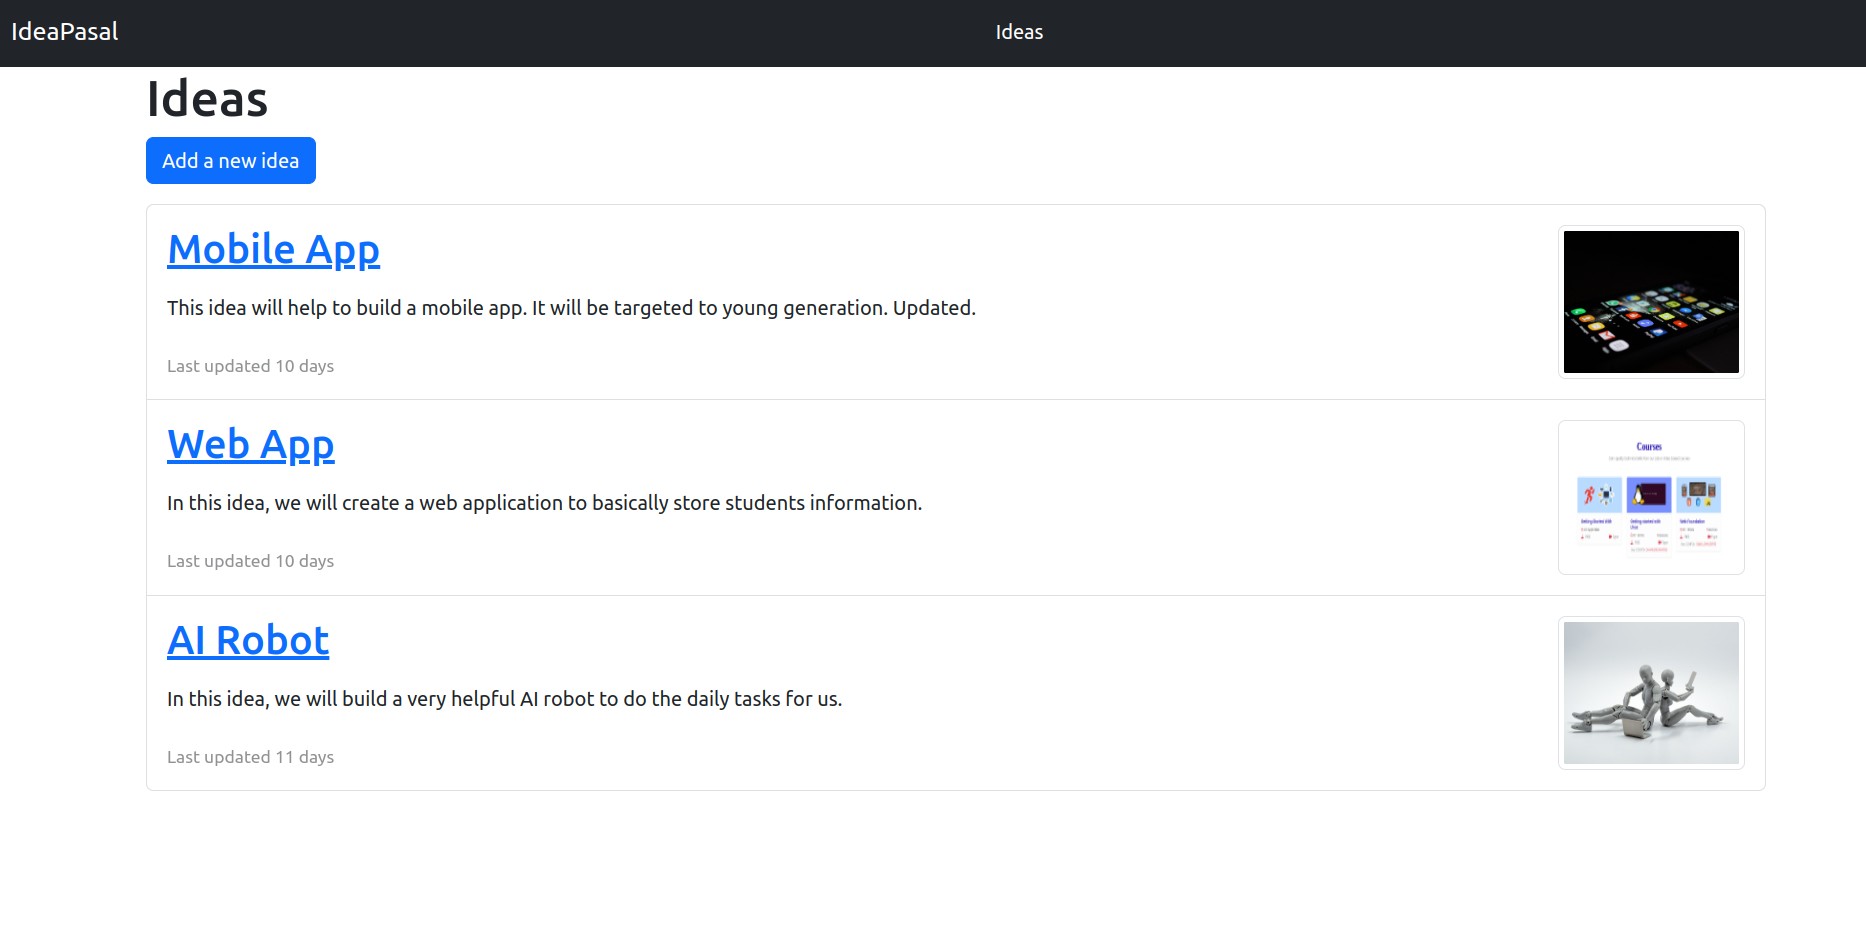 IdeaPasal
Ideas
Ideas
Add a new idea
Mobile App
This idea will help to build a mobile app. It will be targeted to young generation. Updated.
Last updated 10 days
Web App
In this idea, we will create a web application to basically store students information.
Last updated 10 days
Courses
AI Robot
In this idea, we will build a very helpful AI robot to do the daily tasks for us.
Last updated 11 days